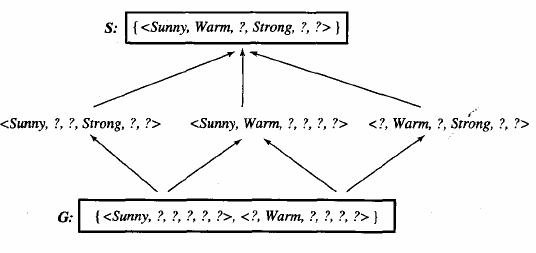 S: { <Sunny, Warm, ?, Strong, ?, ?> }
<Sunny, ?, ?, Strong, ?, ?> <Sunny, Warm, ?, ?, ?, ?> <?, Warm, ?, Strong, ?, ?>
G: { <Sunny, ?, ?, ?, ?, ?>, <?, Warm, ?, ?, ?, ?> }